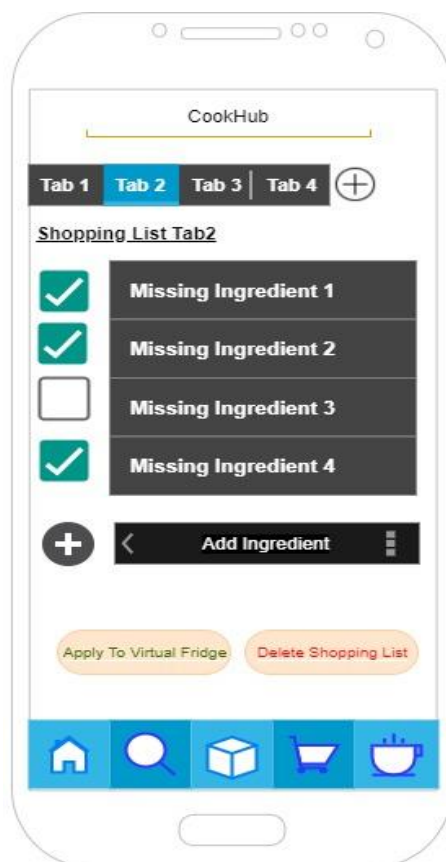 CookHub
Tab 1 Tab 2 Tab 3 Tab 4
Shopping List Tab2
Missing Ingredient 1
Missing Ingredient 2
Missing Ingredient 3
Missing Ingredient 4
Add Ingredient
Apply To Virtual Fridge Delete Shopping List